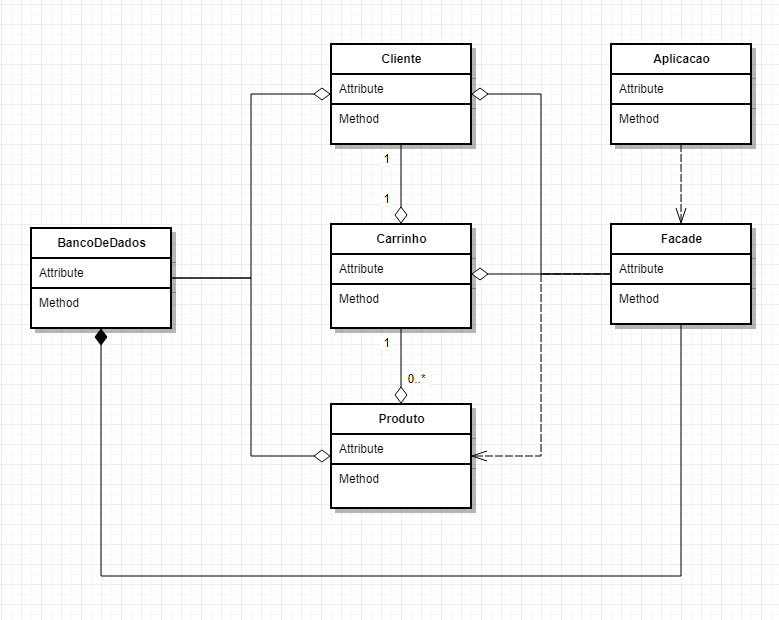 Cliente
Attribute
Method
Aplicacao
Attribute
Method
1
1
BancoDeDados
Attribute
Method
Carrinho
Attribute
Method
Facade
Attribute
Method
1
0..*
Produto
Attribute
Method